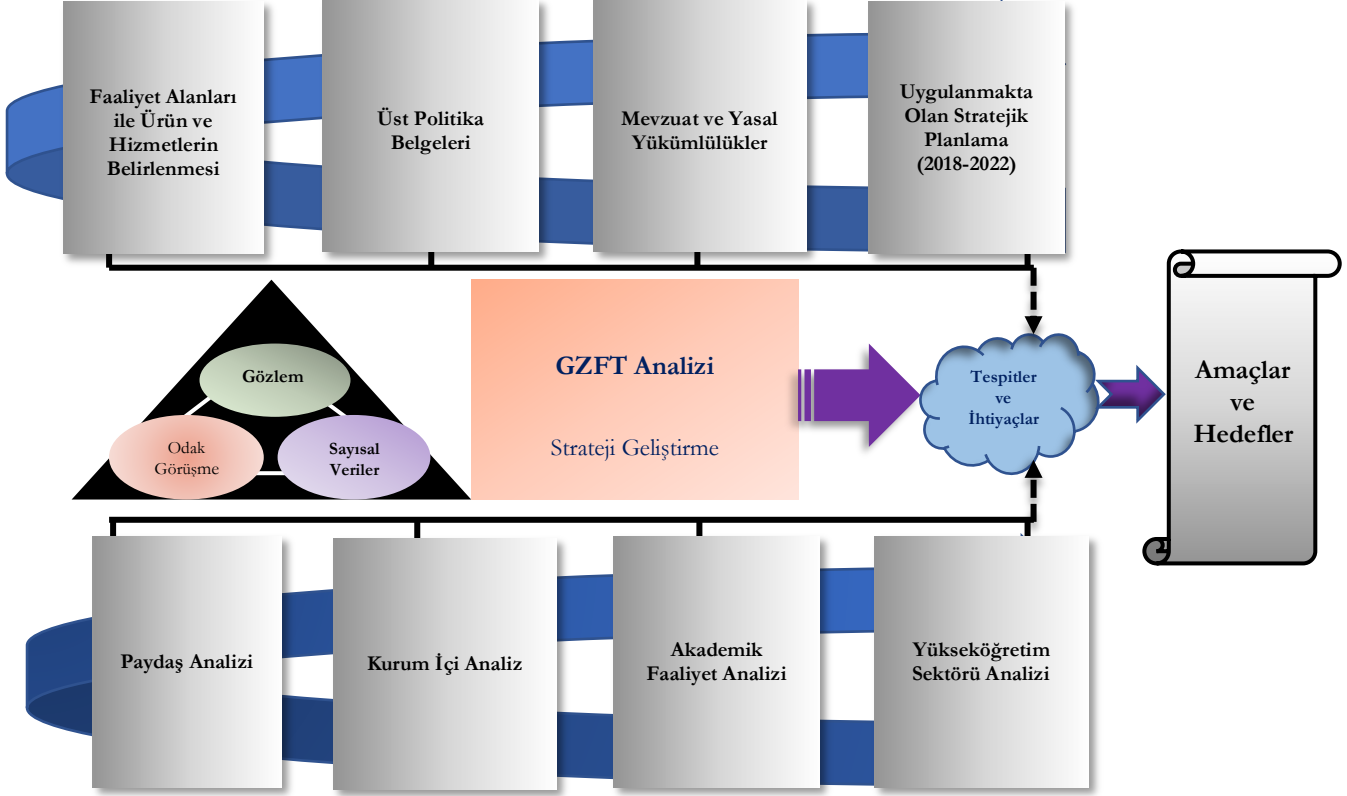 Faaliyet Alanları
ile Ürün ve
Hizmetlerin
Belirlenmesi
Üst Politika
Belgeleri
Mevzuat ve Yasal
Yükümlülükler
Uygulanmakta
Olan Stratejik
Planlama
(2018-2022)
Gözlem
Odak
Görüşme
Sayısal
Veriler
GZFT Analizi
Strateji Geliştirme
Tespitler
ve
İhtiyaçlar
Amaçlar
ve
Hedefler
Paydaş Analizi
Kurum İçi Analiz
Akademik
Faaliyet Analizi
Yükseköğretim
Sektörü Analizi